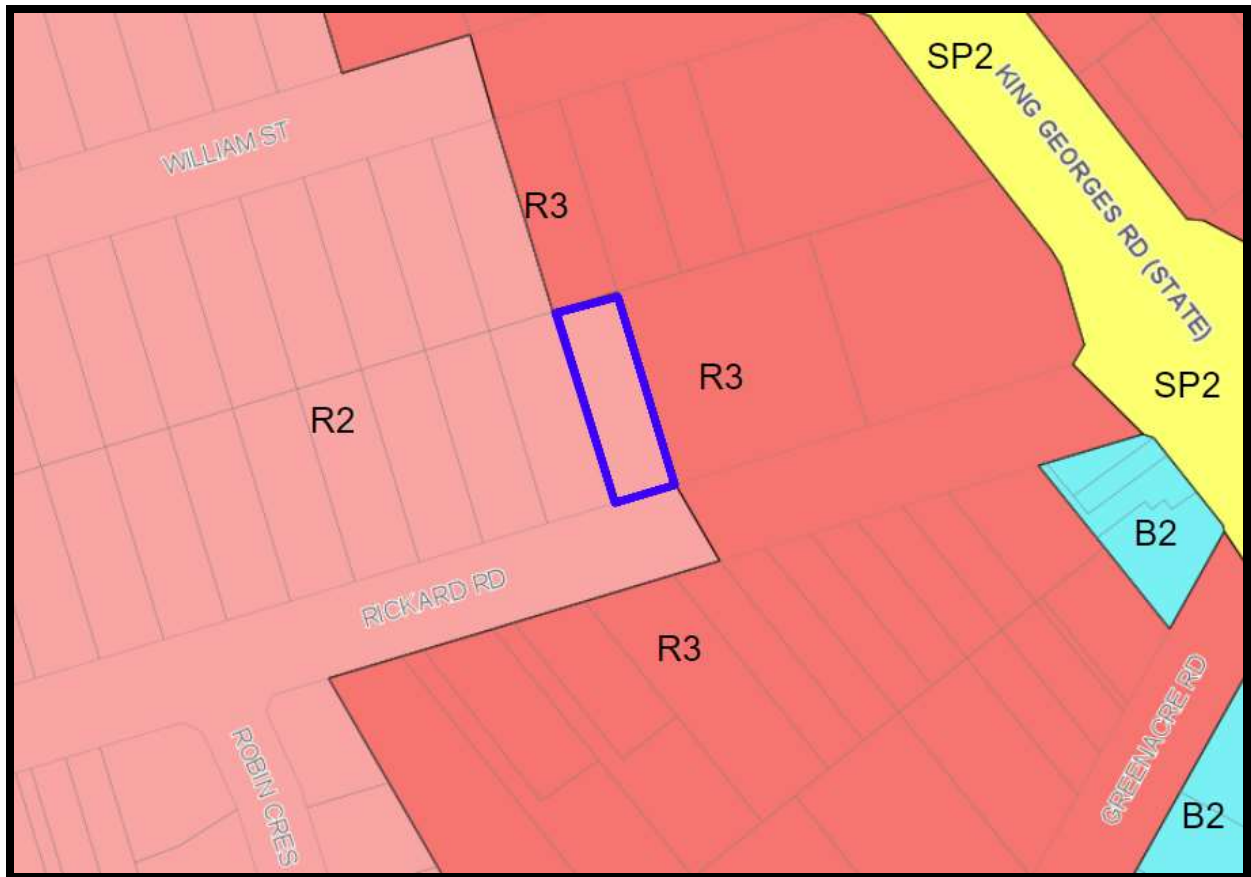 SP2
KING GEORGES RD (STATE)
WILLIAM ST
R3
R3
SP2
R2
B2
RICKARD RD
R3
GREENACRE RD
ROBIN CRES
B2